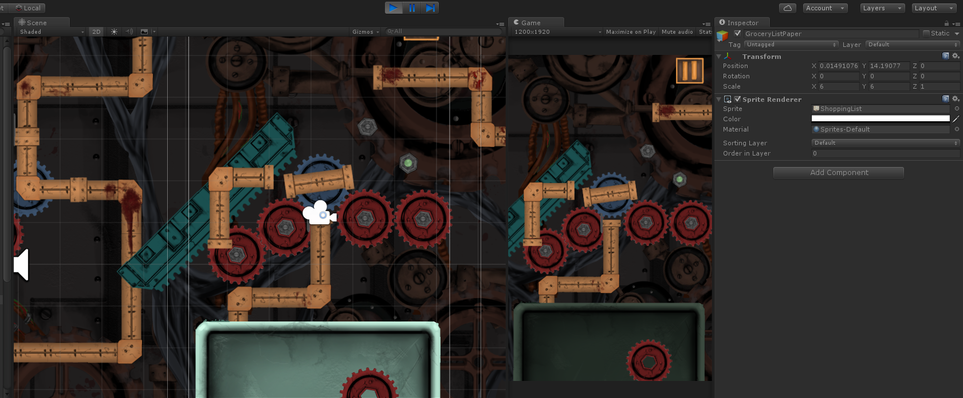 Local
Account
Layers
Layout
Scene
Shaded
2D
Gizmos
All
Game
1200x1920
Maximize on Play
Mute audio
Stats
Inspector
GroceryListPaper
Static
Tag Untagged
Layer Default
Transform
Position X 0.01491076 Y 14.19077 Z 0
Rotation X 0 Y 0 Z 0
Scale X 6 Y 6 Z 1
Sprite Renderer
Sprite ShoppingList
Color
Material Sprites-Default
Sorting Layer Default
Order in Layer 0
Add Component